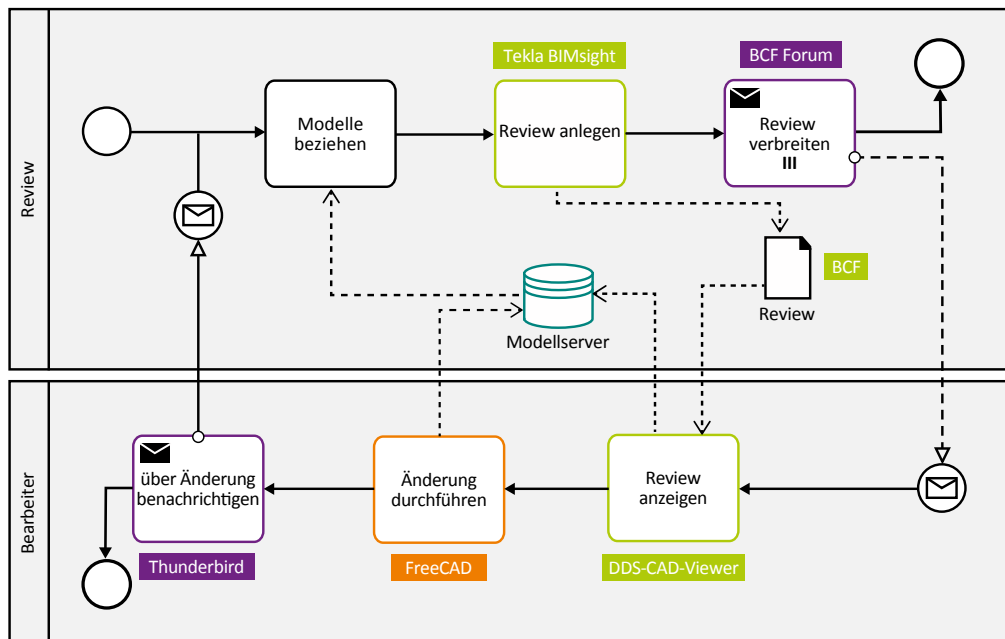 Review
Tekla BIMsight
BCF Forum
Modelle
beziehen
Review anlegen
Review
verbreiten
III
BCF
Review
Modellserver
Bearbeiter
über Änderung
benachrichtigen
Änderung
durchführen
Review
anzeigen
Thunderbird
FreeCAD
DDS-CAD-Viewer